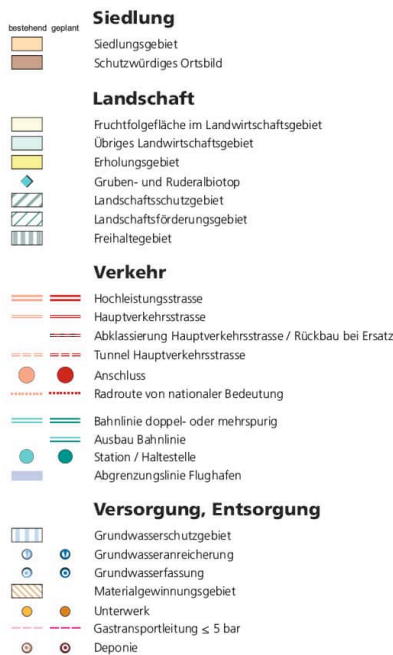 Siedlung
bestehend geplant
Siedlungsgebiet
Schutzwürdiges Ortsbild
Landschaft
Fruchtfolgefläche im Landwirtschaftsgebiet
Übriges Landwirtschaftsgebiet
Erholungsgebiet
Gruben- und Ruderalbiotop
Landschaftsschutzgebiet
Landschaftsförderungsgebiet
Freihaltegebiet
Verkehr
Hochleistungsstrasse
Hauptverkehrsstrasse
Abklassierung Hauptverkehrsstrasse / Rückbau bei Ersatz
Tunnel Hauptverkehrsstrasse
Anschluss
Radroute von nationaler Bedeutung
Bahnlinie doppel- oder mehrspurig
Ausbau Bahnlinie
Station / Haltestelle
Abgrenzungslinie Flughafen
Versorgung, Entsorgung
Grundwasserschutzgebiet
Grundwasseranreicherung
Grundwasserfassung
Materialgewinnungsgebiet
Unterwerk
Gastransportleitung ≤ 5 bar
Deponie